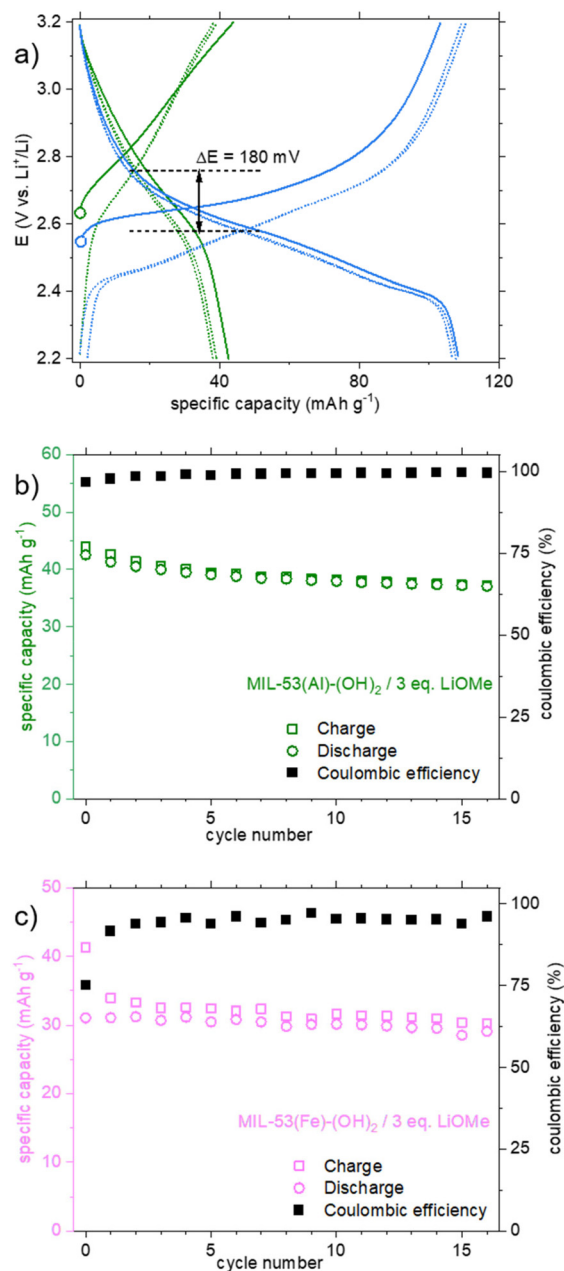 a)
3.2
3.0
2.8
2.6
2.4
2.2
E (V vs. Li⁺/Li)
ΔE = 180 mV
0 40 80 120
specific capacity (mAh g⁻¹)
b)
60
50
40
30
20
10
0
specific capacity (mAh g⁻¹)
100
75
50
25
0
coulombic efficiency (%)
MIL-53(Al)-(OH)₂ / 3 eq. LiOMe
Charge
Discharge
Coulombic efficiency
0 5 10 15
cycle number
c)
50
40
30
20
10
0
specific capacity (mAh g⁻¹)
100
75
50
25
0
coulombic efficiency (%)
MIL-53(Fe)-(OH)₂ / 3 eq. LiOMe
Charge
Discharge
Coulombic efficiency
0 5 10 15
cycle number